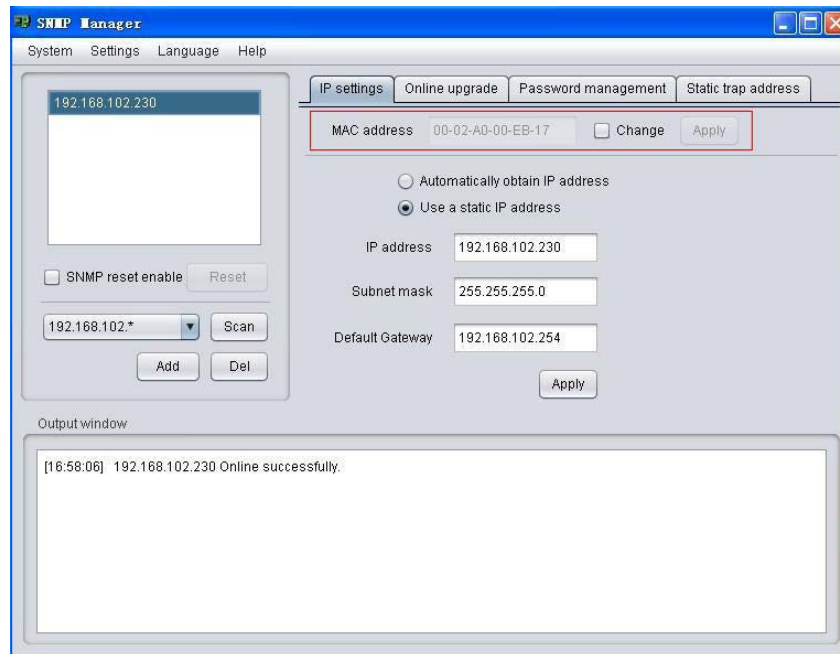 SNMP Manager
System Settings Language Help
192.168.102.230
SNMP reset enable Reset
192.168.102.* Scan
Add Del
IP settings Online upgrade Password management Static trap address
MAC address 00-02-A0-00-EB-17 Change Apply
Automatically obtain IP address
Use a static IP address
IP address 192.168.102.230
Subnet mask 255.255.255.0
Default Gateway 192.168.102.254
Apply
Output window
[16:58:06] 192.168.102.230 Online successfully.